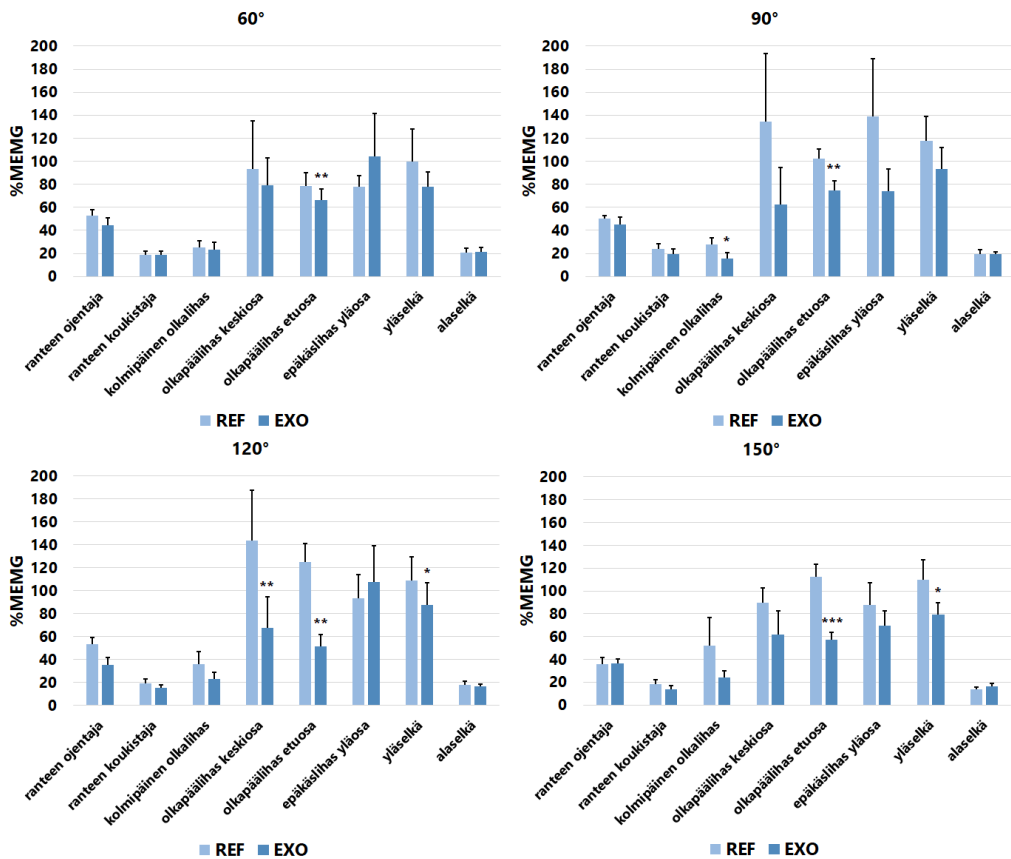 60°
%MEMG
200
180
160
140
120
100
80
60
40
20
0
**
ranteen ojentaja
ranteen koukistaja
kolmipäinen olkalihas
olkapäälihas keskiosa
olkapäälihas etuosa
epäkäslihas yläosa
yläselkä
alaselkä
REF EXO
90°
%MEMG
200
180
160
140
120
100
80
60
40
20
0
*
**
ranteen ojentaja
ranteen koukistaja
kolmipäinen olkalihas
olkapäälihas keskiosa
olkapäälihas etuosa
epäkäslihas yläosa
yläselkä
alaselkä
REF EXO
120°
%MEMG
200
180
160
140
120
100
80
60
40
20
0
**
**
*
ranteen ojentaja
ranteen koukistaja
kolmipäinen olkalihas
olkapäälihas keskiosa
olkapäälihas etuosa
epäkäslihas yläosa
yläselkä
alaselkä
REF EXO
150°
%MEMG
200
180
160
140
120
100
80
60
40
20
0
***
*
ranteen ojentaja
ranteen koukistaja
kolmipäinen olkalihas
olkapäälihas keskiosa
olkapäälihas etuosa
epäkäslihas yläosa
yläselkä
alaselkä
REF EXO